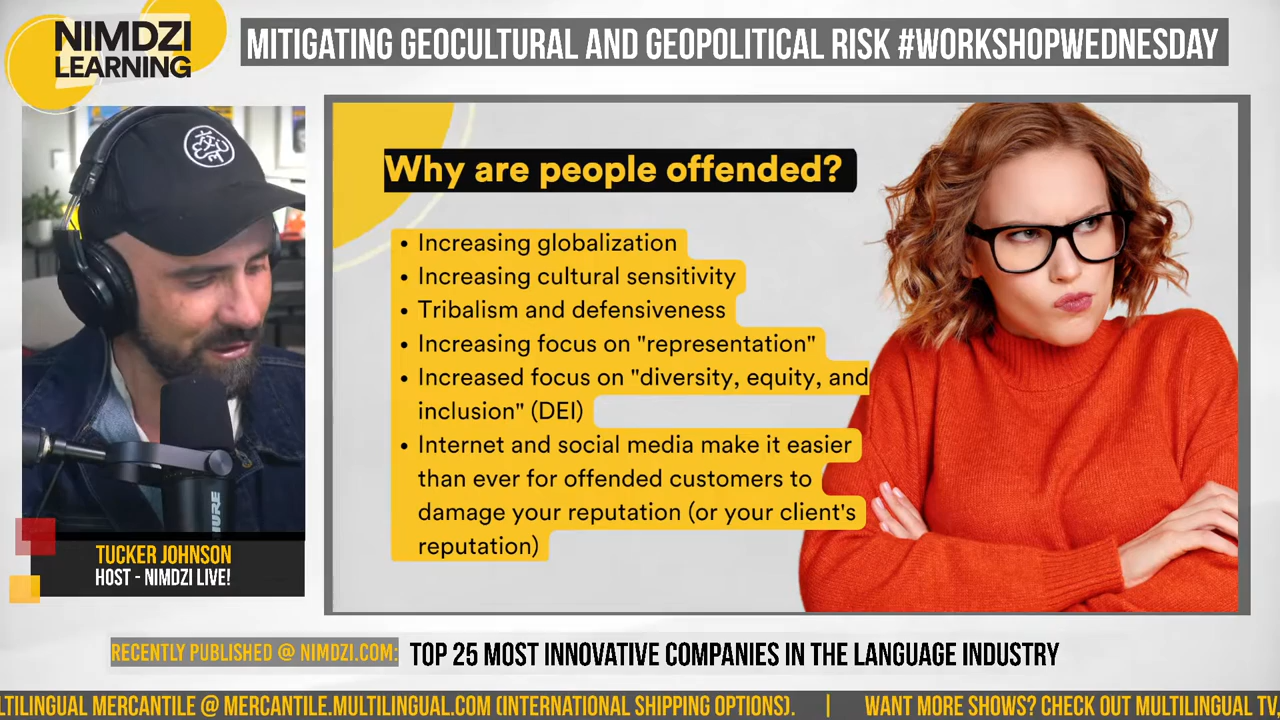 NIMDZI
LEARNING
MITIGATING GEOCULTURAL AND GEOPOLITICAL RISK #WORKSHOPWEDNESDAY
Why are people offended?
• Increasing globalization
• Increasing cultural sensitivity
• Tribalism and defensiveness
• Increasing focus on "representation"
• Increased focus on "diversity, equity, and
inclusion" (DEI)
• Internet and social media make it easier
than ever for offended customers to
damage your reputation (or your client's
reputation)
TUCKER JOHNSON
HOST - NIMDZI LIVE!
RECENTLY PUBLISHED @ NIMDZI.COM: TOP 25 MOST INNOVATIVE COMPANIES IN THE LANGUAGE INDUSTRY
LTILINGUAL MERCANTILE @ MERCANTILE.MULTILINGUAL.COM (INTERNATIONAL SHIPPING OPTIONS). | WANT MORE SHOWS? CHECK OUT MULTILINGUAL TV